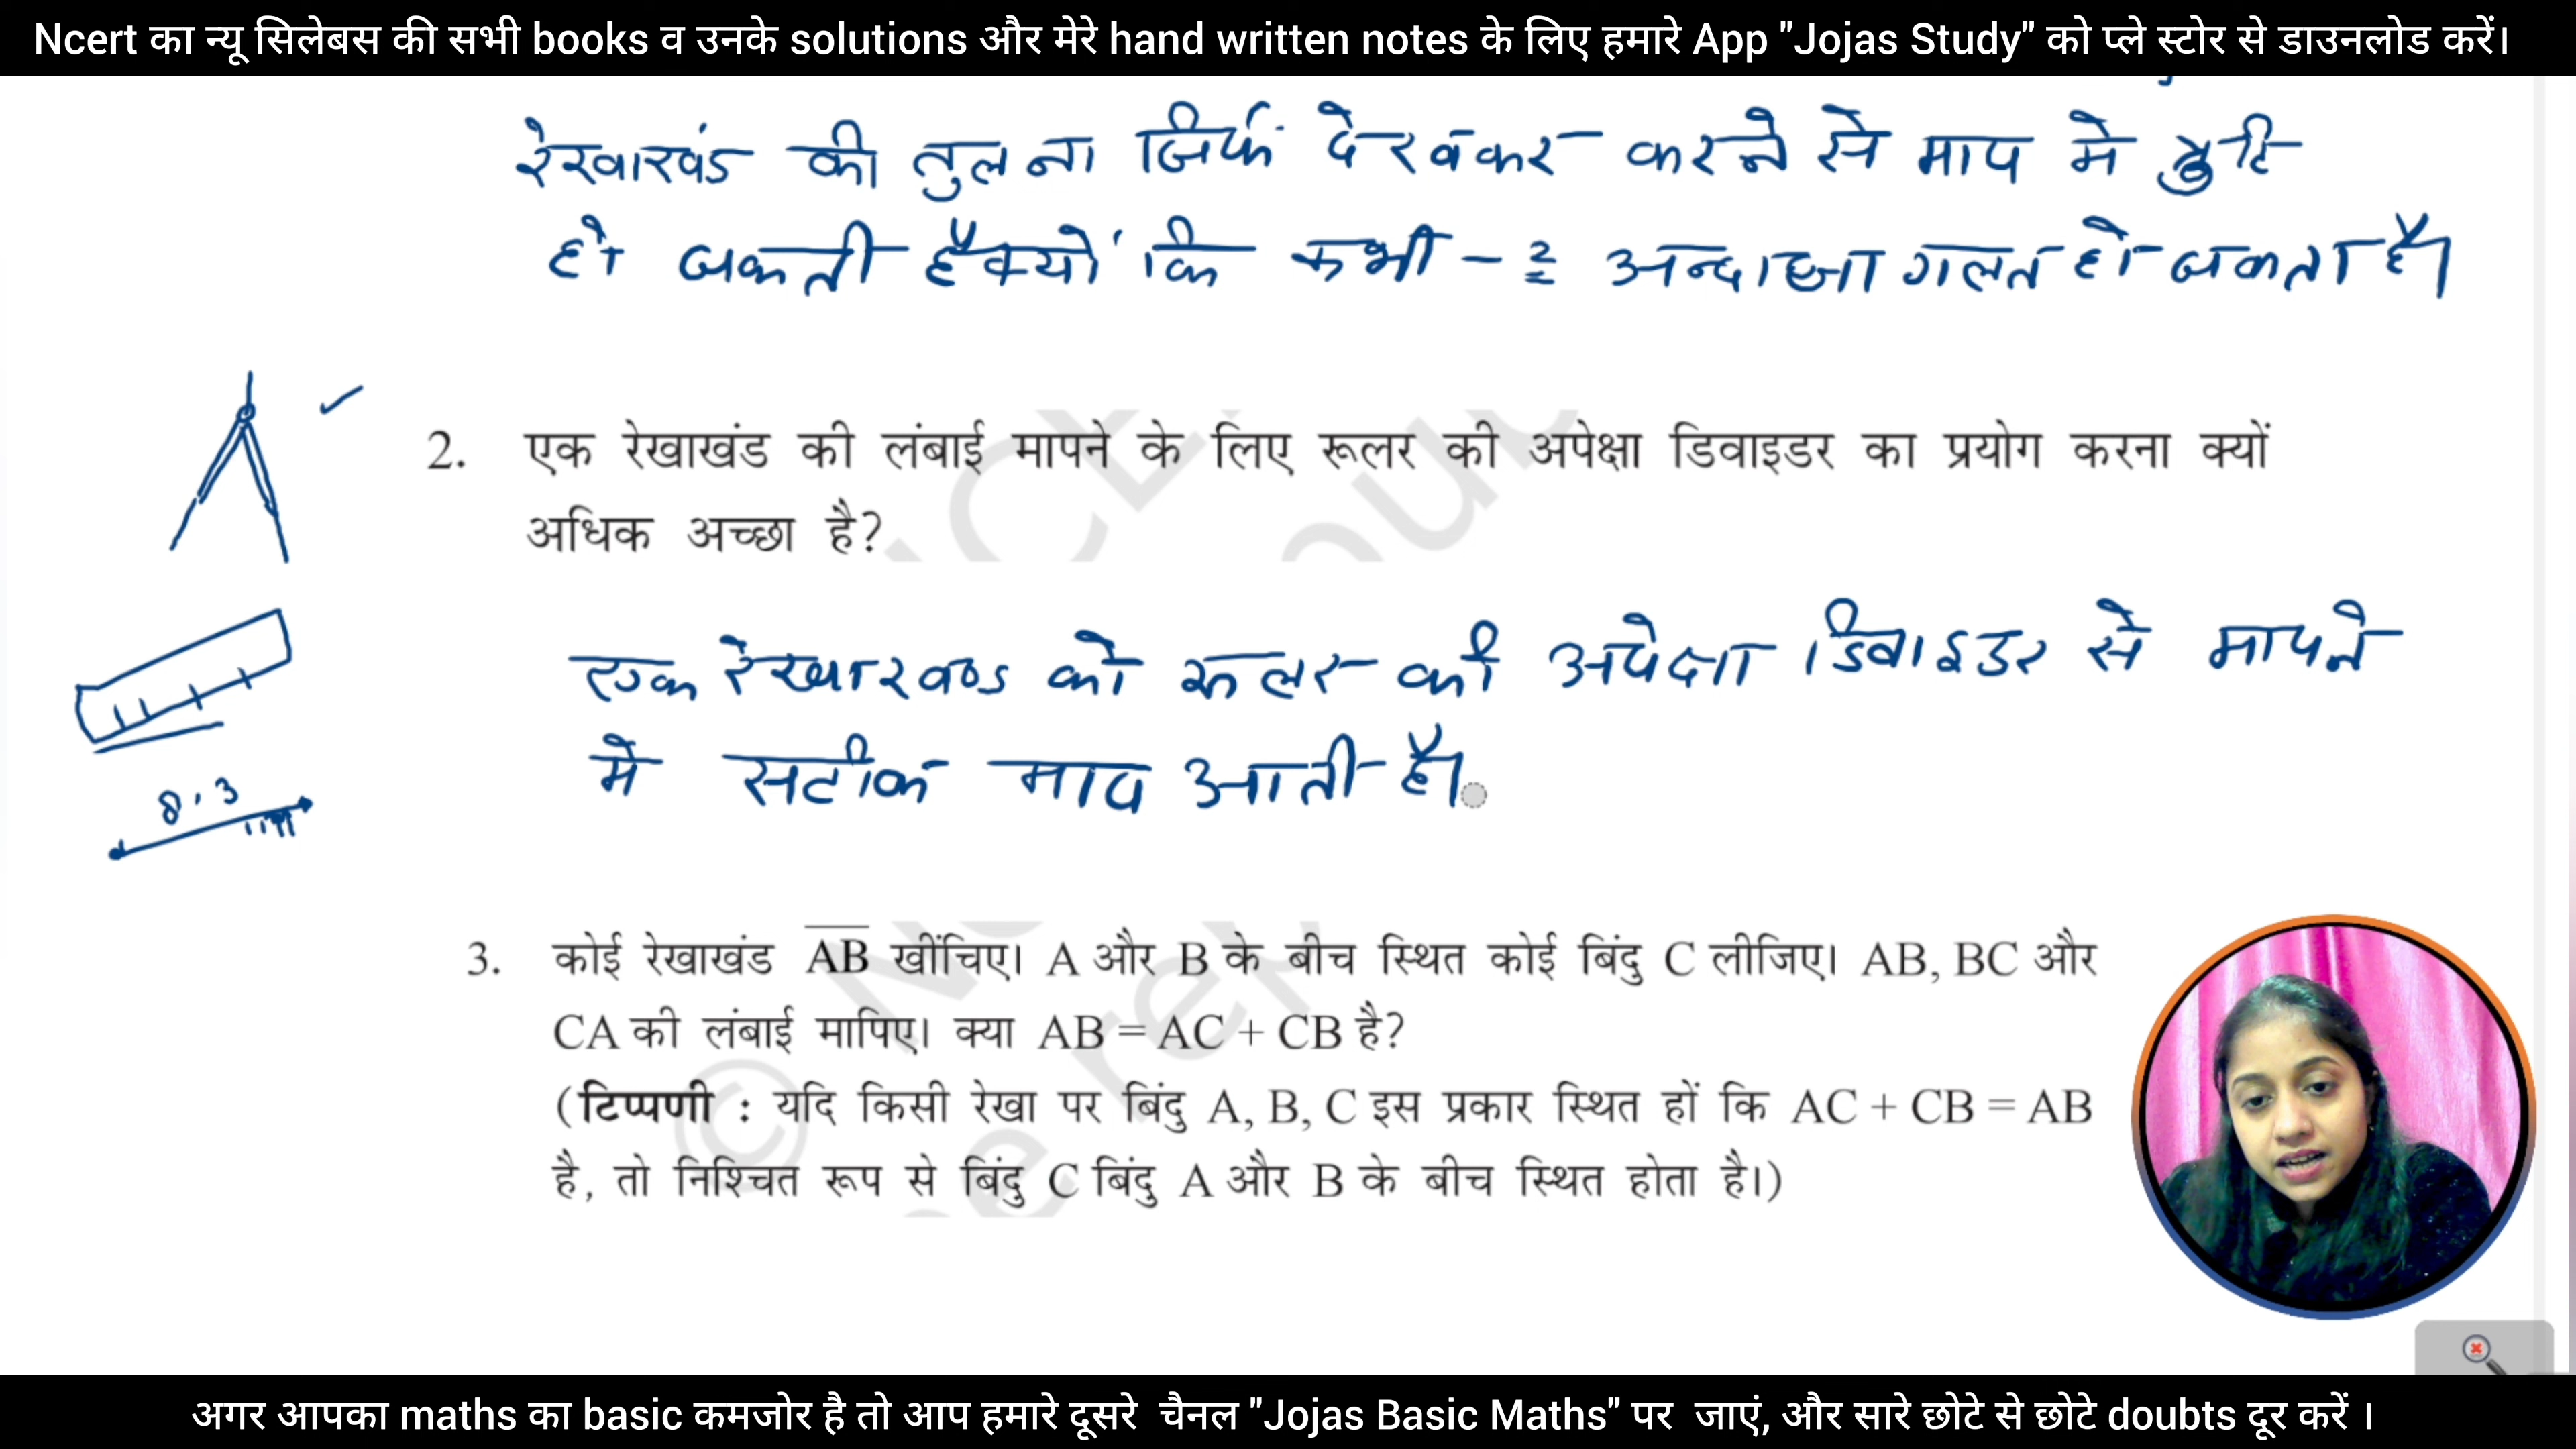 Ncert का न्यू सिलेबस की सभी books व उनके solutions और मेरे hand written notes के लिए हमारे App "Jojas Study" को प्ले स्टोर से डाउनलोड करें।
रेखाखंड की तुलना सिर्फ देखकर करने से माप मे त्रुटि
हो सकती है क्यों कि कभी - २ अन्दाजा गलत हो सकता है।
2. एक रेखाखंड की लंबाई मापने के लिए रूलर की अपेक्षा डिवाइडर का प्रयोग करना क्यों
अधिक अच्छा है?
एक रेखाखण्ड को रूलर की अपेक्षा डिवाइडर से मापने
मे सटीक माप आती है।
8.3
3. कोई रेखाखंड AB खींचिए। A और B के बीच स्थित कोई बिंदु C लीजिए। AB, BC और
CA की लंबाई मापिए। क्या AB = AC + CB है?
(टिप्पणी : यदि किसी रेखा पर बिंदु A, B, C इस प्रकार स्थित हों कि AC + CB = AB
है, तो निश्चित रूप से बिंदु C बिंदु A और B के बीच स्थित होता है।)
अगर आपका maths का basic कमजोर है तो आप हमारे दूसरे चैनल "Jojas Basic Maths" पर जाएं, और सारे छोटे से छोटे doubts दूर करें ।